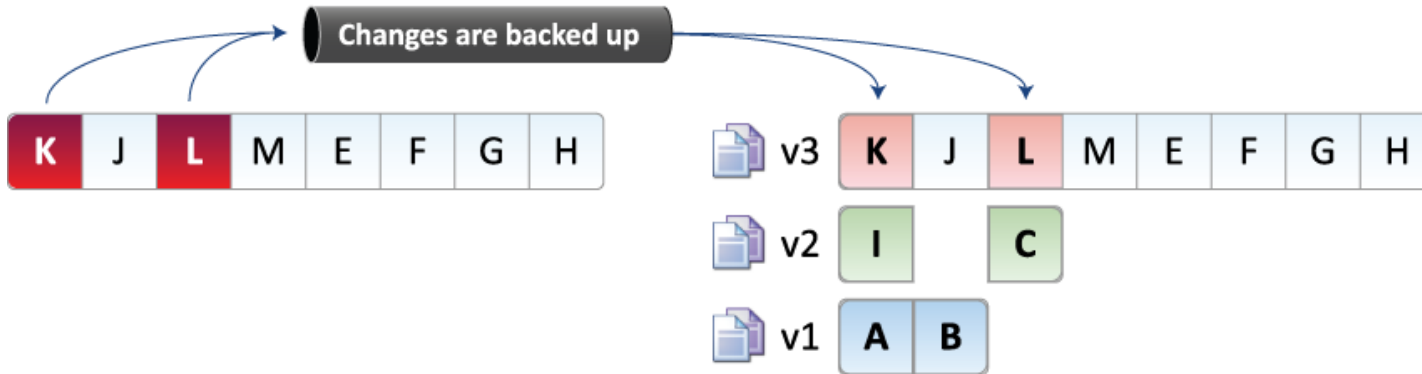 Changes are backed up
K J L M E F G H
v3 K J L M E F G H
v2 I C
v1 A B